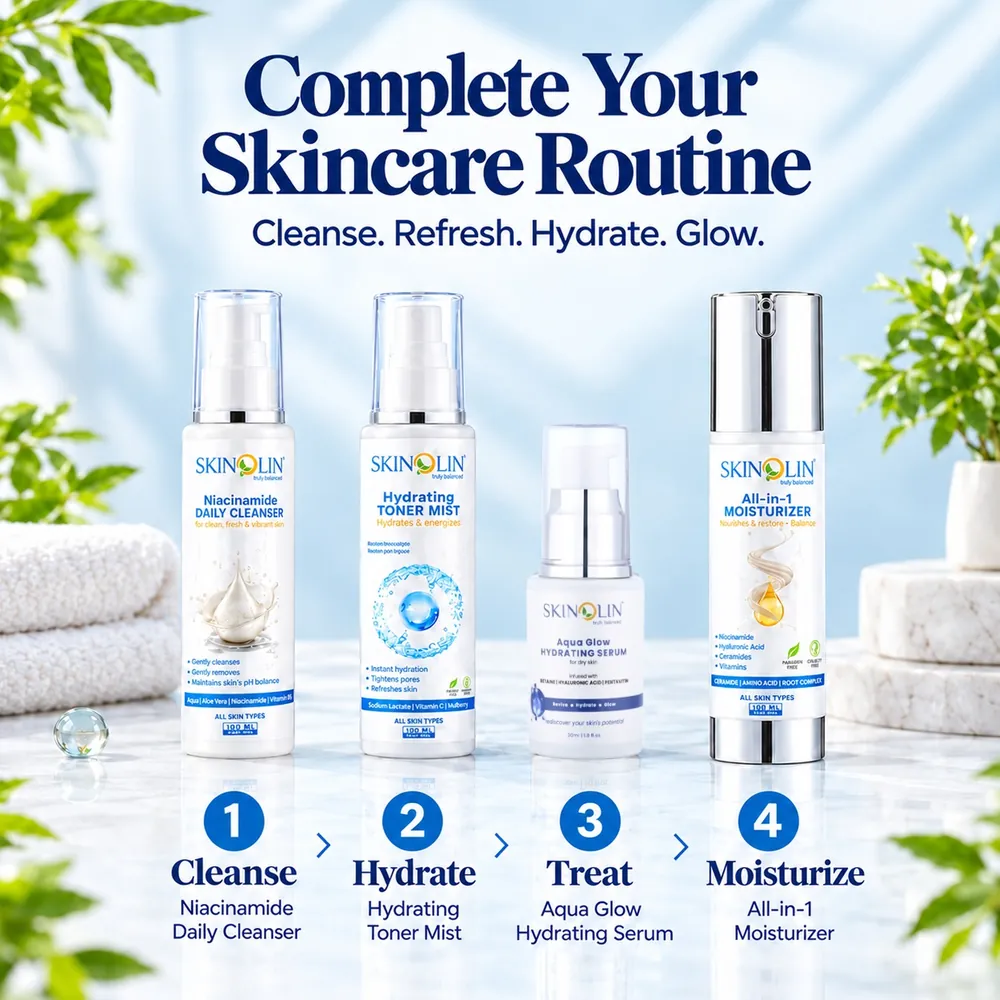 Complete Your
Skincare Routine
Cleanse. Refresh. Hydrate. Glow.
SKINOLIN
truly balanced
Niacinamide
DAILY CLEANSER
for clean, fresh & vibrant skin
• Gently cleanses
• Gently removes
• Maintains skin's pH balance
Aqua | Aloe Vera | Niacinamide | Vitamin B5
ALL SKIN TYPES
100 ML
SKINOLIN
truly balanced
Hydrating
TONER MIST
Hydrates & energizes
• Instant hydration
• Tightens pores
• Refreshes skin
Sodium Lactate | Vitamin C | Mulberry
ALL SKIN TYPES
100 ML
SKINOLIN
truly balanced
Aqua Glow
HYDRATING SERUM
for dry skin
Infused with
Revive • Hydrate • Glow
rediscover your skin's potential
SKINOLIN
truly balanced
All-in-1
MOISTURIZER
Nourishes & restore - Balance
• Niacinamide
• Hyaluronic Acid
• Ceramides
• Vitamins
PARABEN
FREE
CRUELTY
FREE
CERAMIDE | AMINO ACID | ROOT COMPLEX
ALL SKIN TYPES
100 ML
1
Cleanse
Niacinamide
Daily Cleanser
>
2
Hydrate
Hydrating
Toner Mist
>
3
Treat
Aqua Glow
Hydrating Serum
>
4
Moisturize
All-in-1
Moisturizer